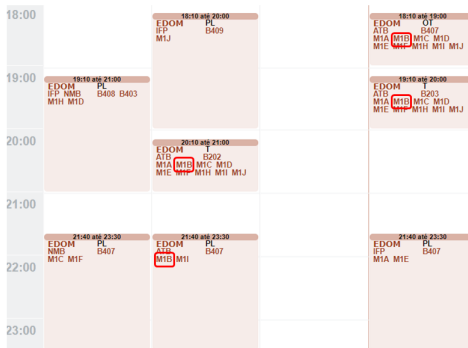 18:00
18:10 até 20:00
EDOM PL
IFP B409
M1J
18:10 até 19:00
EDOM OT
ATB B407
M1A M1B M1C M1D
M1E M1F M1H M1I M1J
19:00
19:10 até 21:00
EDOM PL
IFP NMB B408 B403
M1H M1D
19:10 até 20:00
EDOM T
ATB B203
M1A M1B M1C M1D
M1E M1F M1H M1I M1J
20:00
20:10 até 21:00
EDOM T
ATB B202
M1A M1B M1C M1D
M1E M1F M1H M1I M1J
21:00
21:40 até 23:30
EDOM PL
NMB B407
M1C M1F
21:40 até 23:30
EDOM PL
ATB B407
M1B M1I
21:40 até 23:30
EDOM PL
IFP B407
M1A M1E
22:00
23:00